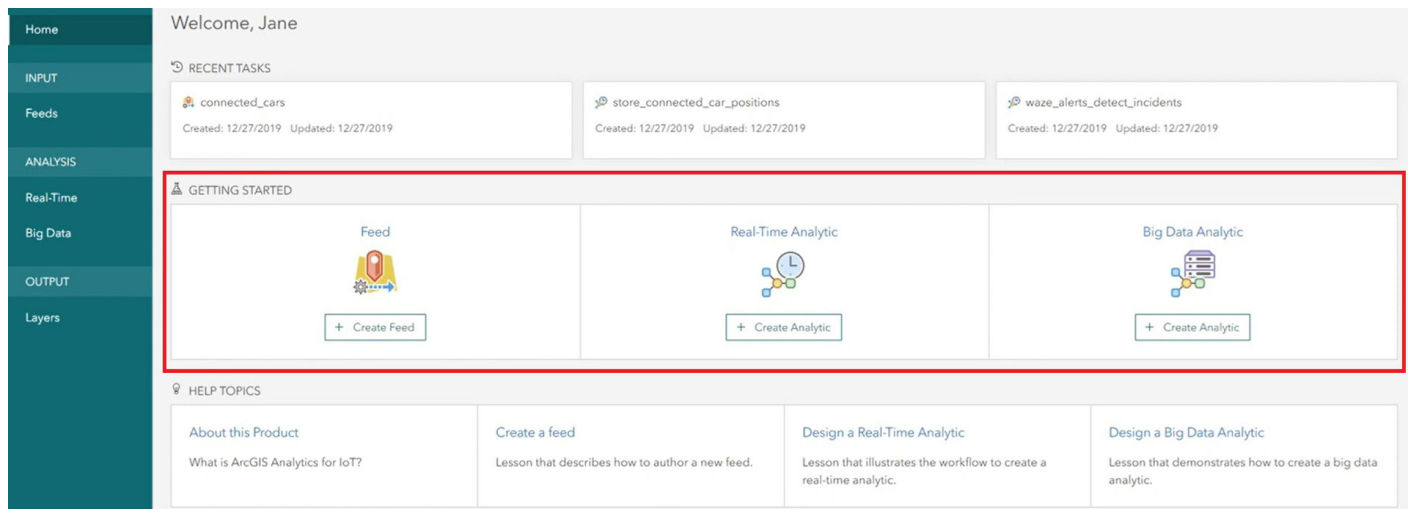 Home
INPUT
Feeds
ANALYSIS
Real-Time
Big Data
OUTPUT
Layers
Welcome, Jane
RECENT TASKS
connected_cars
Created: 12/27/2019 Updated: 12/27/2019
store_connected_car_positions
Created: 12/27/2019 Updated: 12/27/2019
waze_alerts_detect_incidents
Created: 12/27/2019 Updated: 12/27/2019
GETTING STARTED
Feed
+ Create Feed
Real-Time Analytic
+ Create Analytic
Big Data Analytic
+ Create Analytic
HELP TOPICS
About this Product
What is ArcGIS Analytics for IoT?
Create a feed
Lesson that describes how to author a new feed.
Design a Real-Time Analytic
Lesson that illustrates the workflow to create a
real-time analytic.
Design a Big Data Analytic
Lesson that demonstrates how to create a big data
analytic.